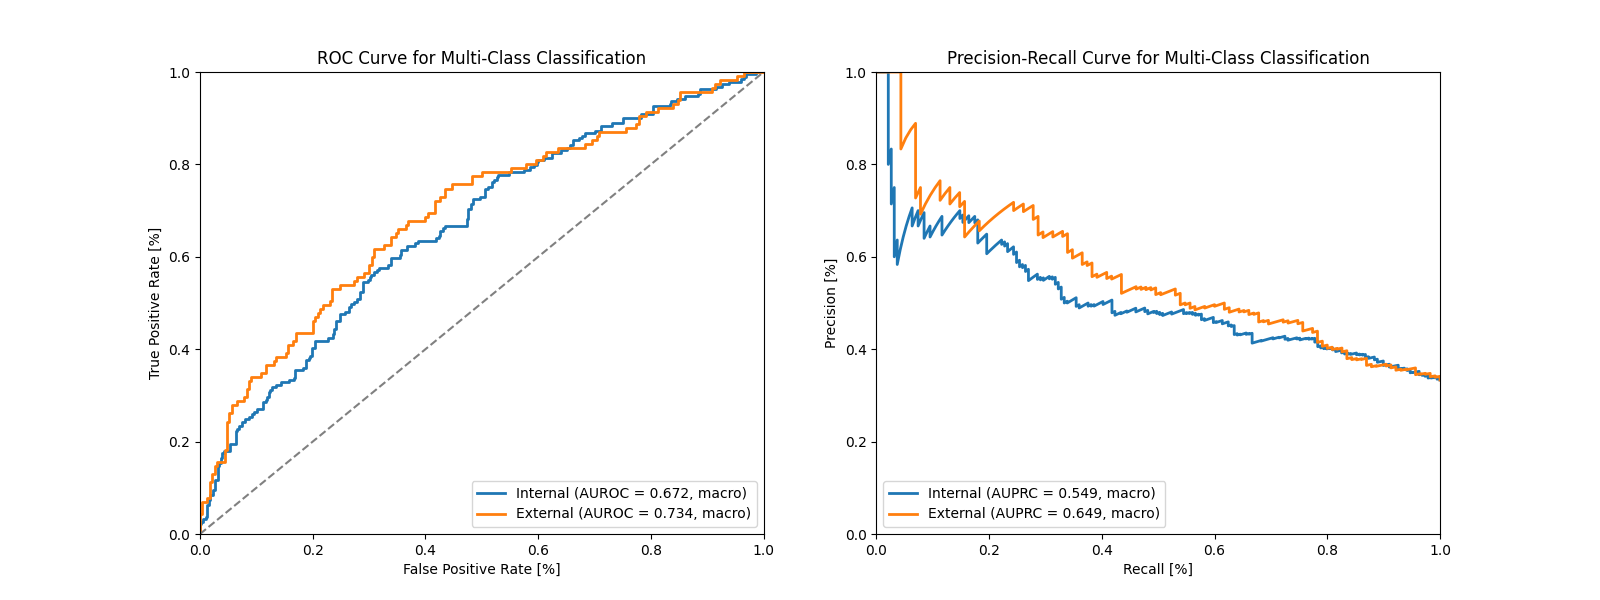 ROC Curve for Multi-Class Classification
1.0
0.8
0.6
0.4
0.2
0.0
True Positive Rate [%]
0.0 0.2 0.4 0.6 0.8 1.0
False Positive Rate [%]
Internal (AUROC = 0.672, macro)
External (AUROC = 0.734, macro)
Precision-Recall Curve for Multi-Class Classification
1.0
0.8
0.6
0.4
0.2
0.0
Precision [%]
0.0 0.2 0.4 0.6 0.8 1.0
Recall [%]
Internal (AUPRC = 0.549, macro)
External (AUPRC = 0.649, macro)